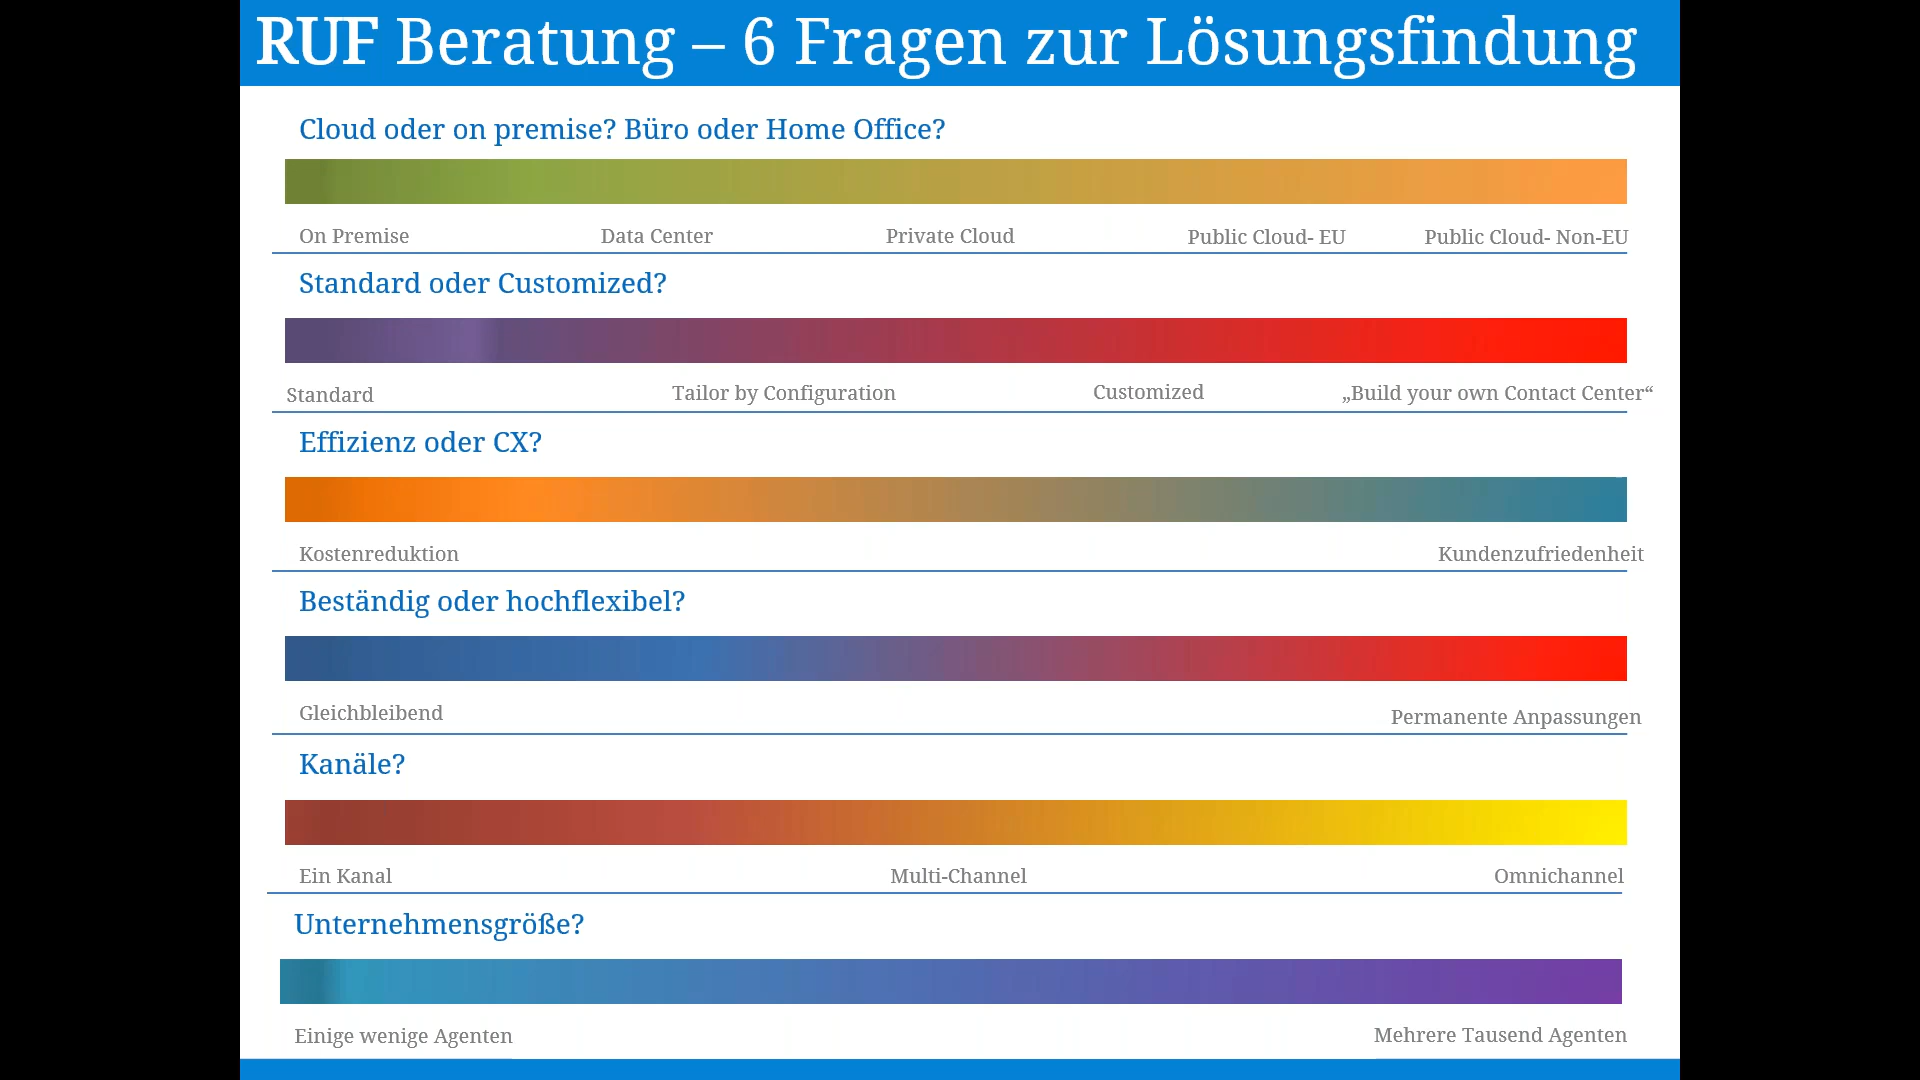 RUF Beratung – 6 Fragen zur Lösungsfindung
Cloud oder on premise? Büro oder Home Office?
On Premise Data Center Private Cloud Public Cloud- EU Public Cloud- Non-EU
Standard oder Customized?
Standard Tailor by Configuration Customized „Build your own Contact Center“
Effizienz oder CX?
Kostenreduktion Kundenzufriedenheit
Beständig oder hochflexibel?
Gleichbleibend Permanente Anpassungen
Kanäle?
Ein Kanal Multi-Channel Omnichannel
Unternehmensgröße?
Einige wenige Agenten Mehrere Tausend Agenten